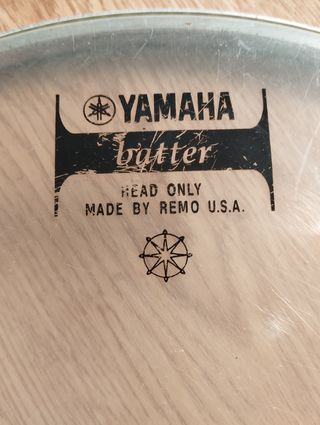 YAMAHA
batter
HEAD ONLY
MADE BY REMO U.S.A.